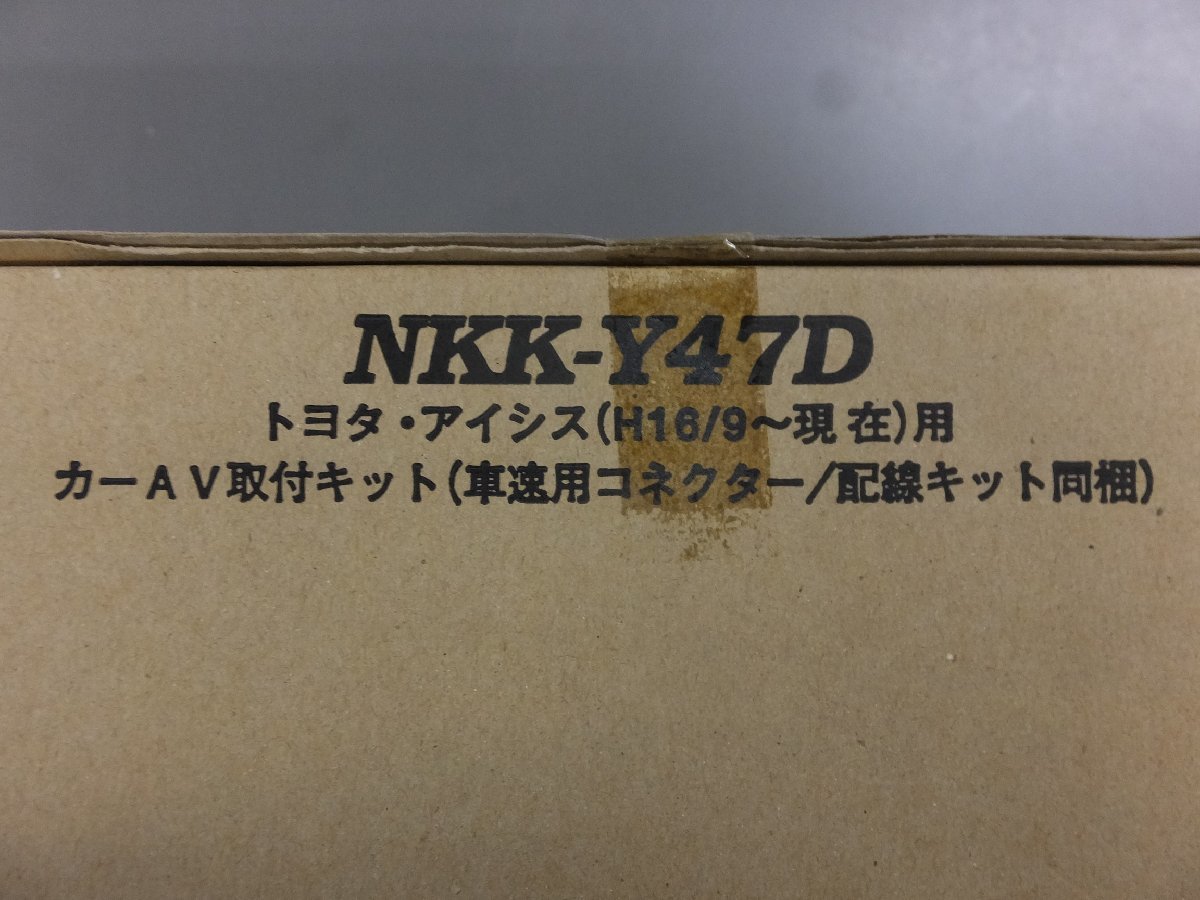 NKK-Y47D
トヨタ・アイシス(H16/9～現在)用
カーAV取付キット(車速用コネクター/配線キット同梱)